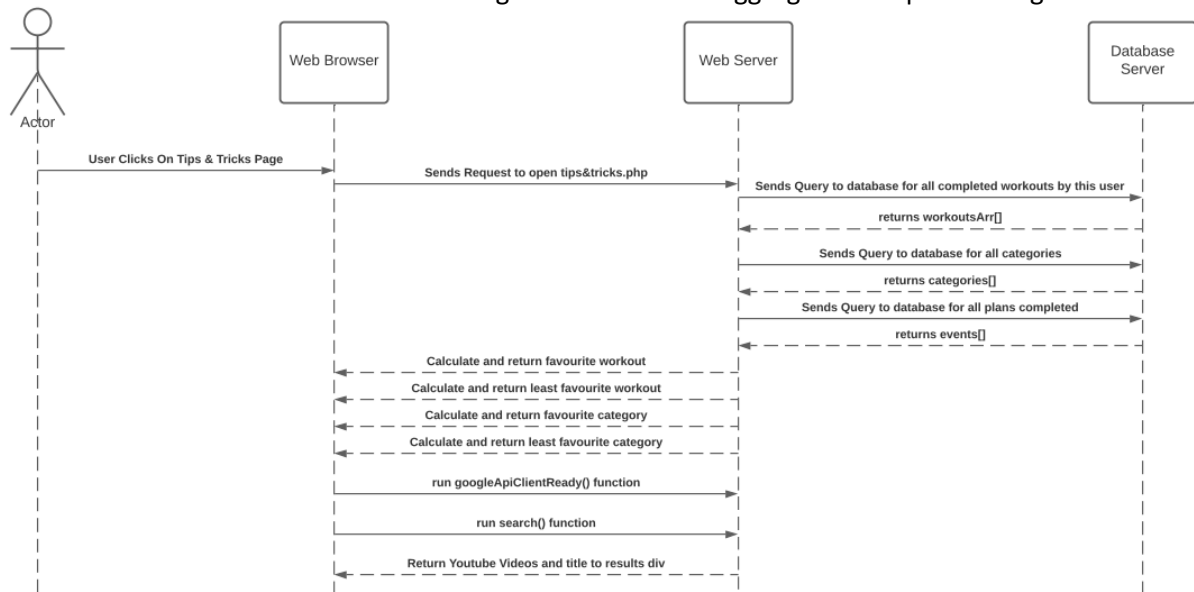 Web Browser
Web Server
Database
Server
Actor
User Clicks On Tips & Tricks Page
Sends Request to open tips&tricks.php
Sends Query to database for all completed workouts by this user
returns workoutsArr[]
Sends Query to database for all categories
returns categories[]
Sends Query to database for all plans completed
returns events[]
Calculate and return favourite workout
Calculate and return least favourite workout
Calculate and return favourite category
Calculate and return least favourite category
run googleApiClientReady() function
run search() function
Return Youtube Videos and title to results div